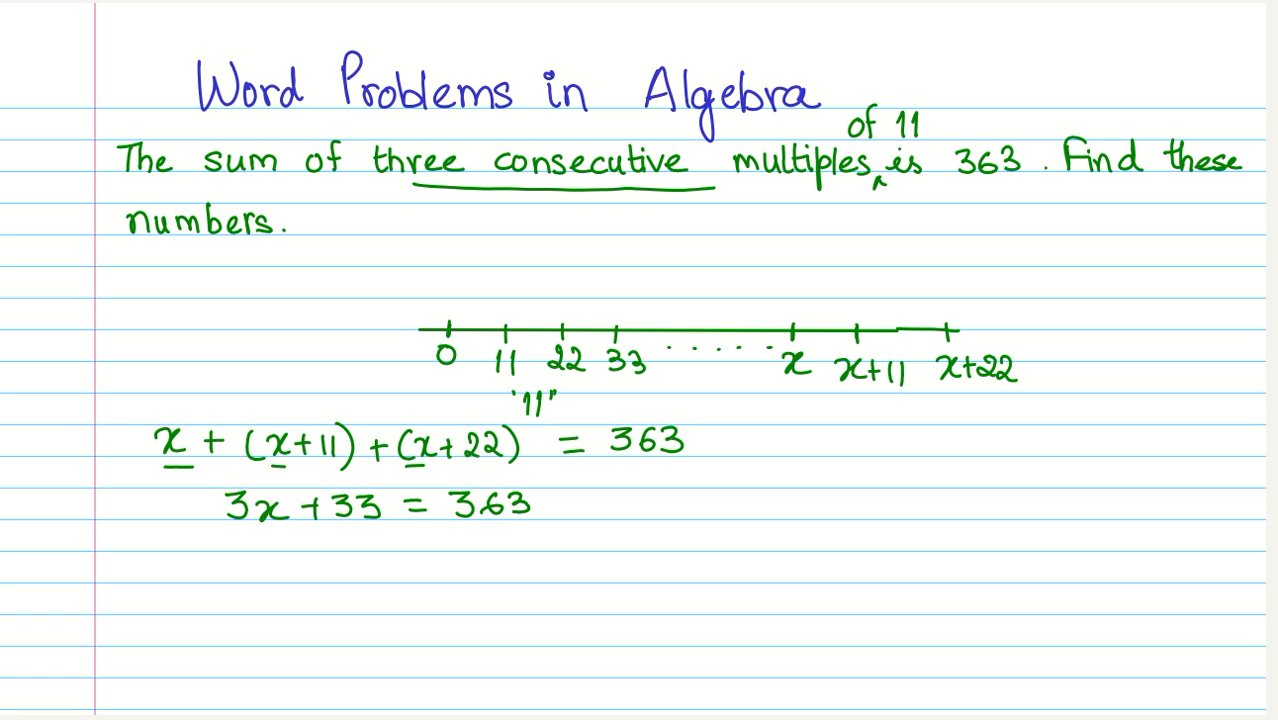 Word Problems in Algebra
of 11
The sum of three consecutive multiples ‸ is 363. Find these
numbers.
0 11 22 33 ...... x x+11 x+22
"11"
x + (x+11) + (x+22) = 363
3x + 33 = 363